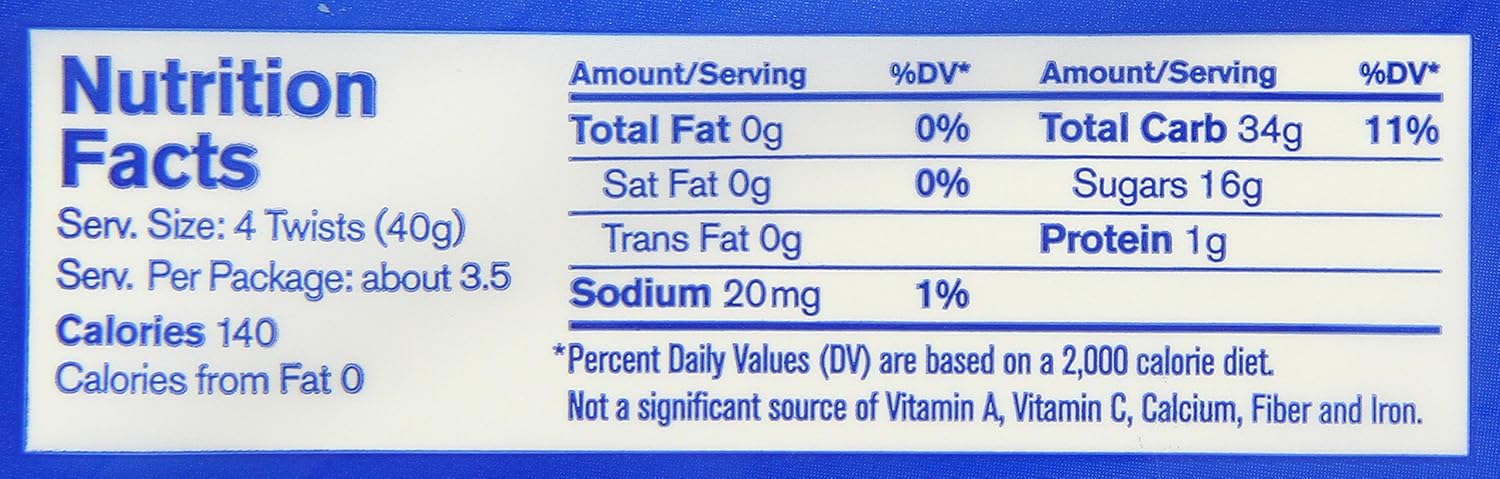 Nutrition
Facts
Serv. Size: 4 Twists (40g)
Serv. Per Package: about 3.5
Calories 140
Calories from Fat 0
Amount/Serving %DV* Amount/Serving %DV*
Total Fat 0g 0% Total Carb 34g 11%
Sat Fat 0g 0% Sugars 16g
Trans Fat 0g Protein 1g
Sodium 20mg 1%
*Percent Daily Values (DV) are based on a 2,000 calorie diet.
Not a significant source of Vitamin A, Vitamin C, Calcium, Fiber and Iron.